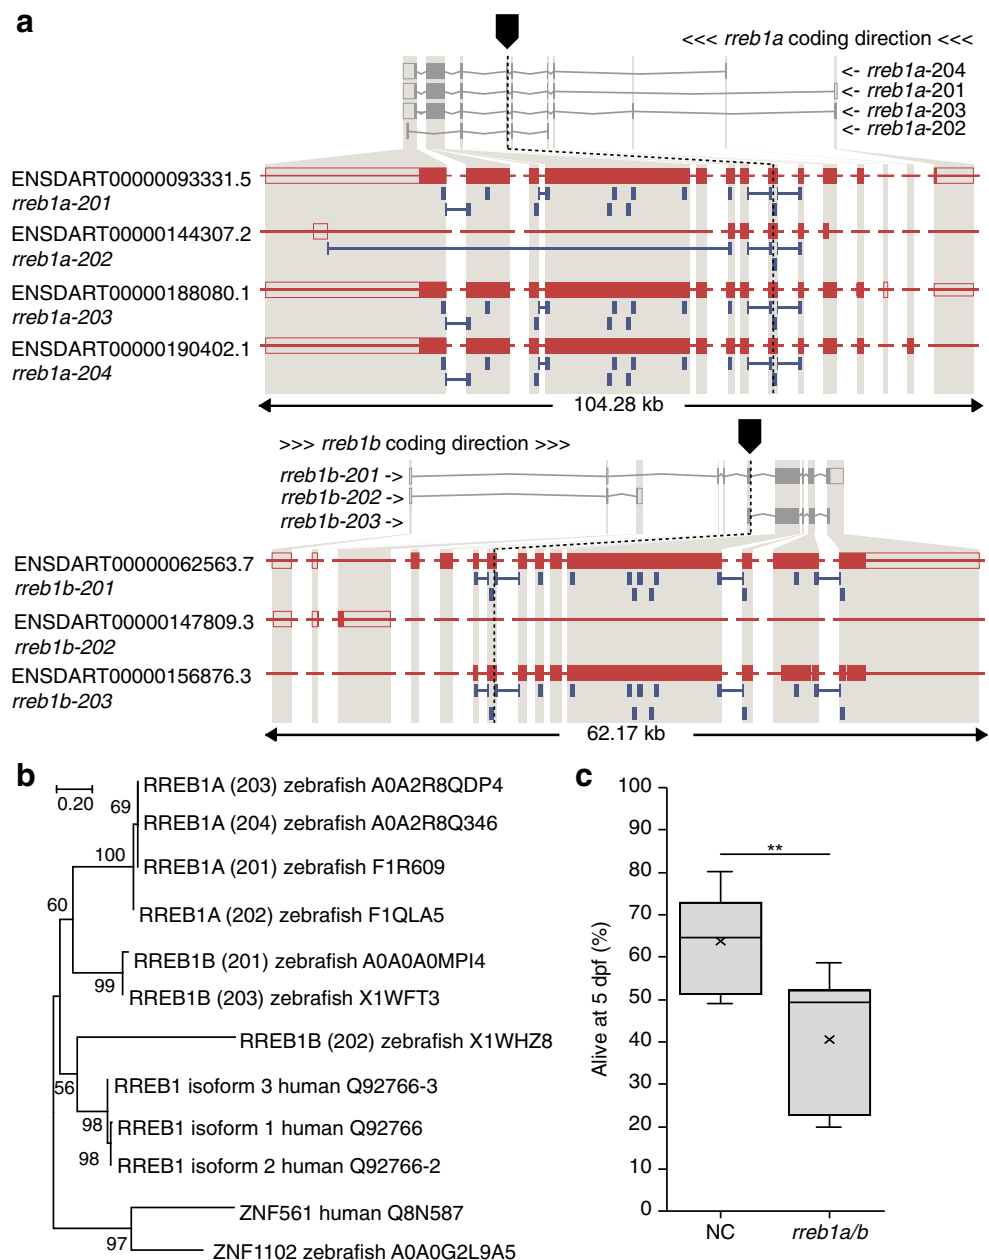 a
<<< rreb1a coding direction <<<
<- rreb1a-204
<- rreb1a-201
<- rreb1a-203
<- rreb1a-202
ENSDART00000093331.5
rreb1a-201
ENSDART00000144307.2
rreb1a-202
ENSDART00000188080.1
rreb1a-203
ENSDART00000190402.1
rreb1a-204
104.28 kb
>>> rreb1b coding direction >>>
rreb1b-201 ->
rreb1b-202 ->
rreb1b-203 ->
ENSDART00000062563.7
rreb1b-201
ENSDART00000147809.3
rreb1b-202
ENSDART00000156876.3
rreb1b-203
62.17 kb
b
0.20
69
100
60
99
56
98
98
97
RREB1A (203) zebrafish A0A2R8QDP4
RREB1A (204) zebrafish A0A2R8Q346
RREB1A (201) zebrafish F1R609
RREB1A (202) zebrafish F1QLA5
RREB1B (201) zebrafish A0A0A0MPI4
RREB1B (203) zebrafish X1WFT3
RREB1B (202) zebrafish X1WHZ8
RREB1 isoform 3 human Q92766-3
RREB1 isoform 1 human Q92766
RREB1 isoform 2 human Q92766-2
ZNF561 human Q8N587
ZNF1102 zebrafish A0A0G2L9A5
c
Alive at 5 dpf (%)
100
90
80
70
60
50
40
30
20
10
0
**
NC
rreb1a/b